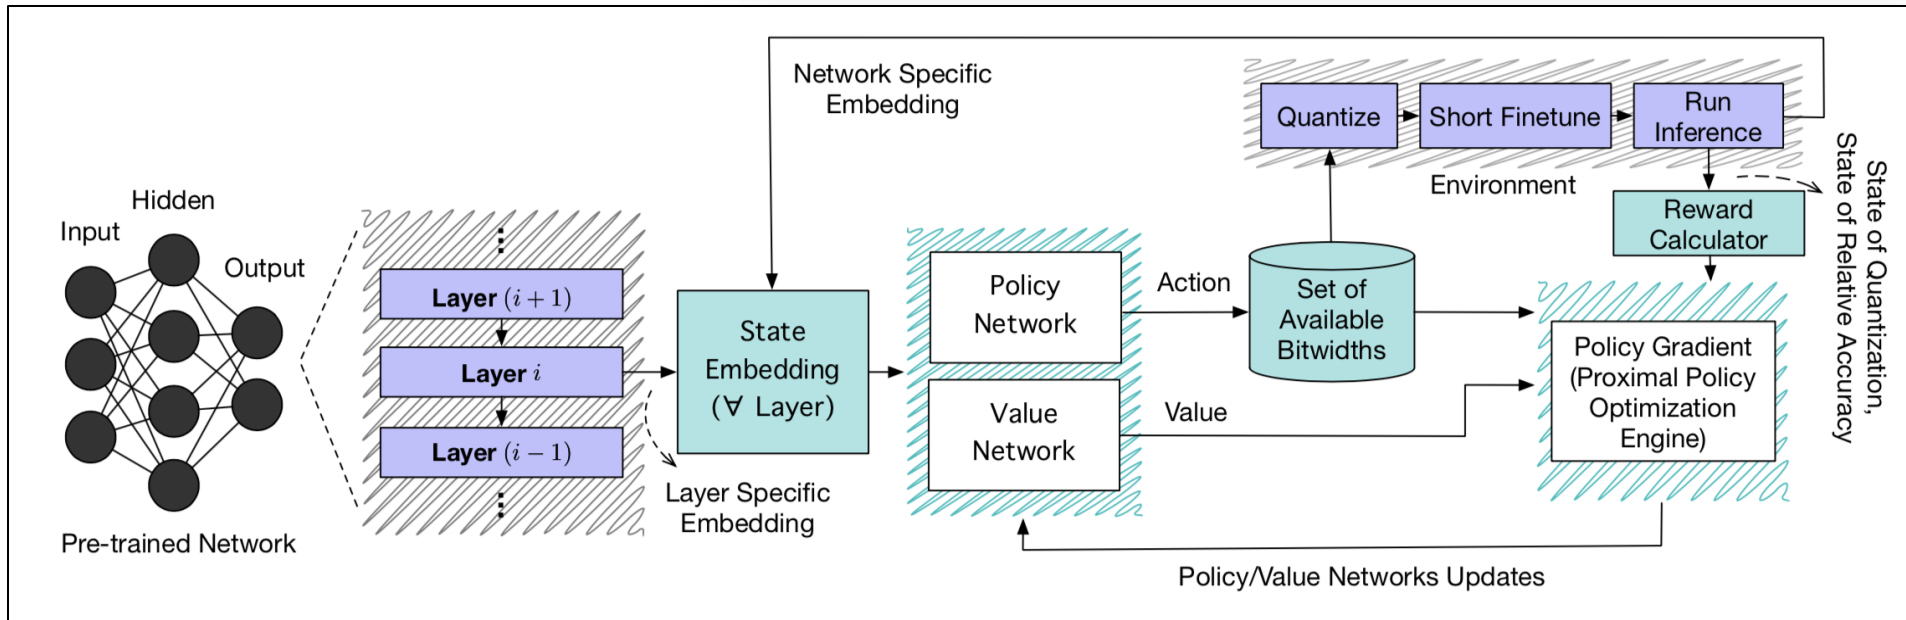 Hidden
Input
Output
Pre-trained Network
Layer (i + 1)
Layer i
Layer (i − 1)
Layer Specific
Embedding
Network Specific
Embedding
State
Embedding
(∀ Layer)
Policy
Network
Value
Network
Action
Value
Set of
Available
Bitwidths
Quantize
Short Finetune
Run
Inference
Environment
Reward
Calculator
State of Quantization,
State of Relative Accuracy
Policy Gradient
(Proximal Policy
Optimization
Engine)
Policy/Value Networks Updates